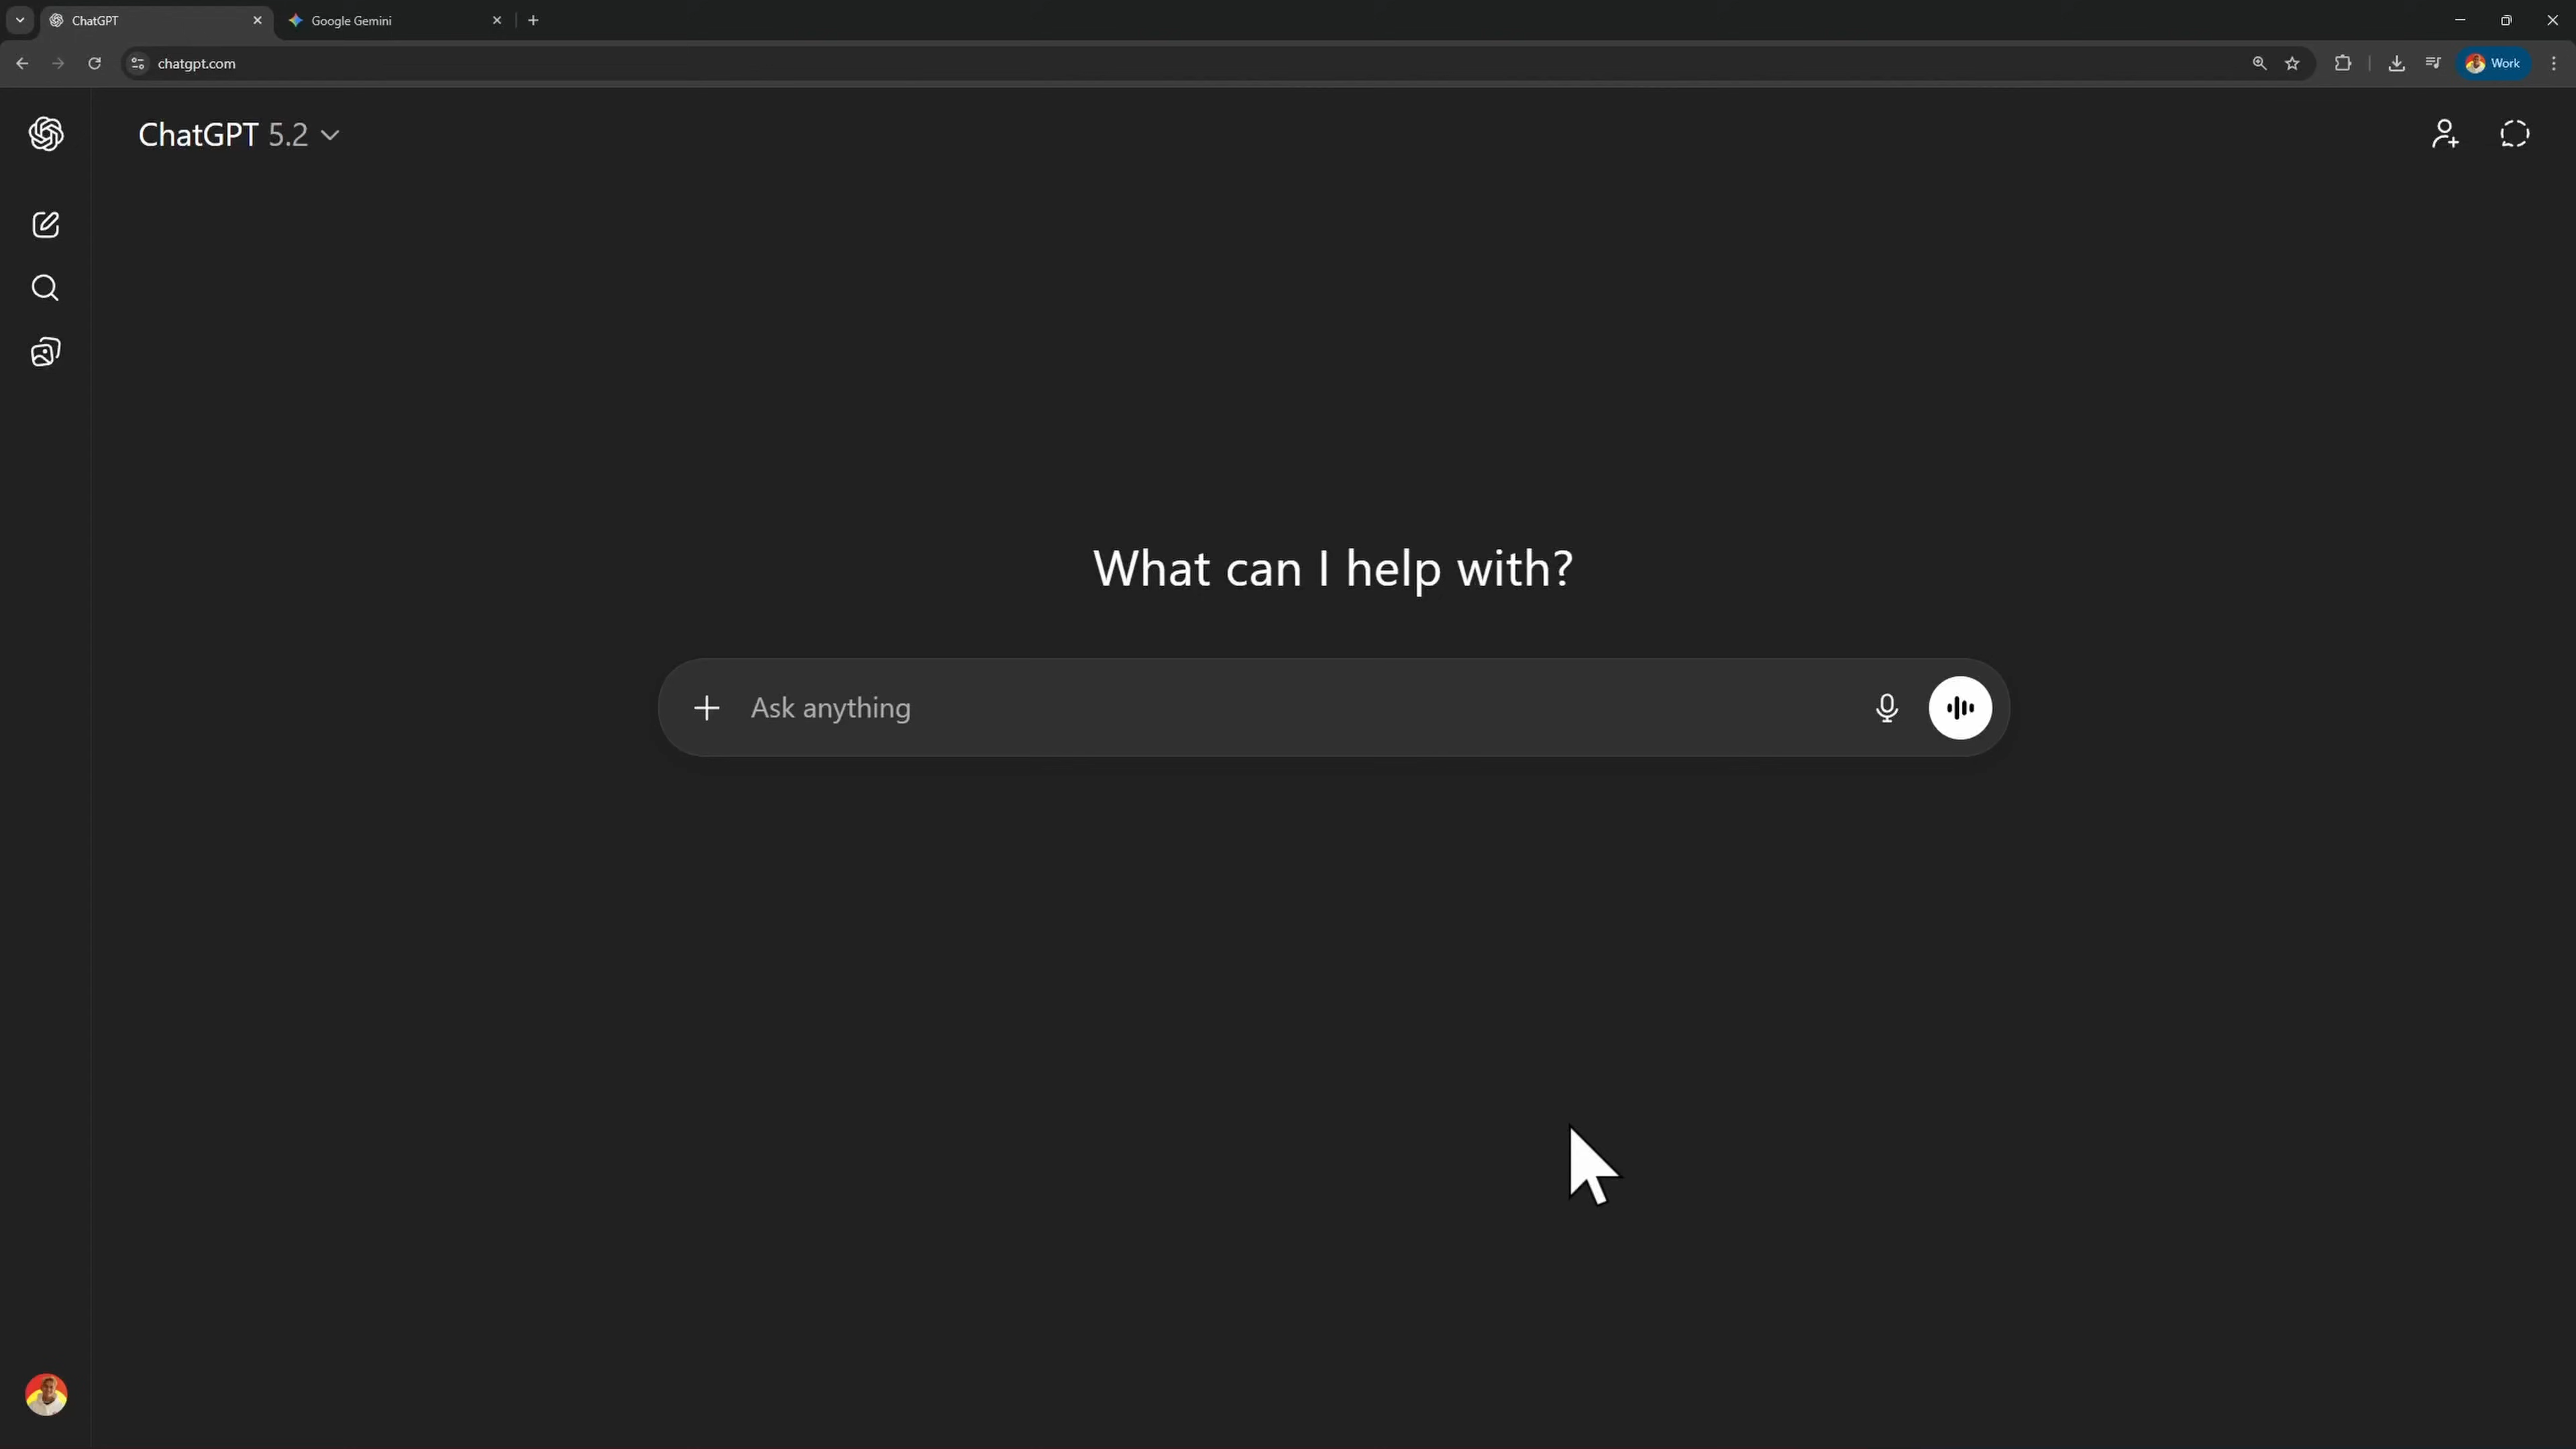 ChatGPT
Google Gemini
chatgpt.com
Work
ChatGPT 5.2
What can I help with?
Ask anything